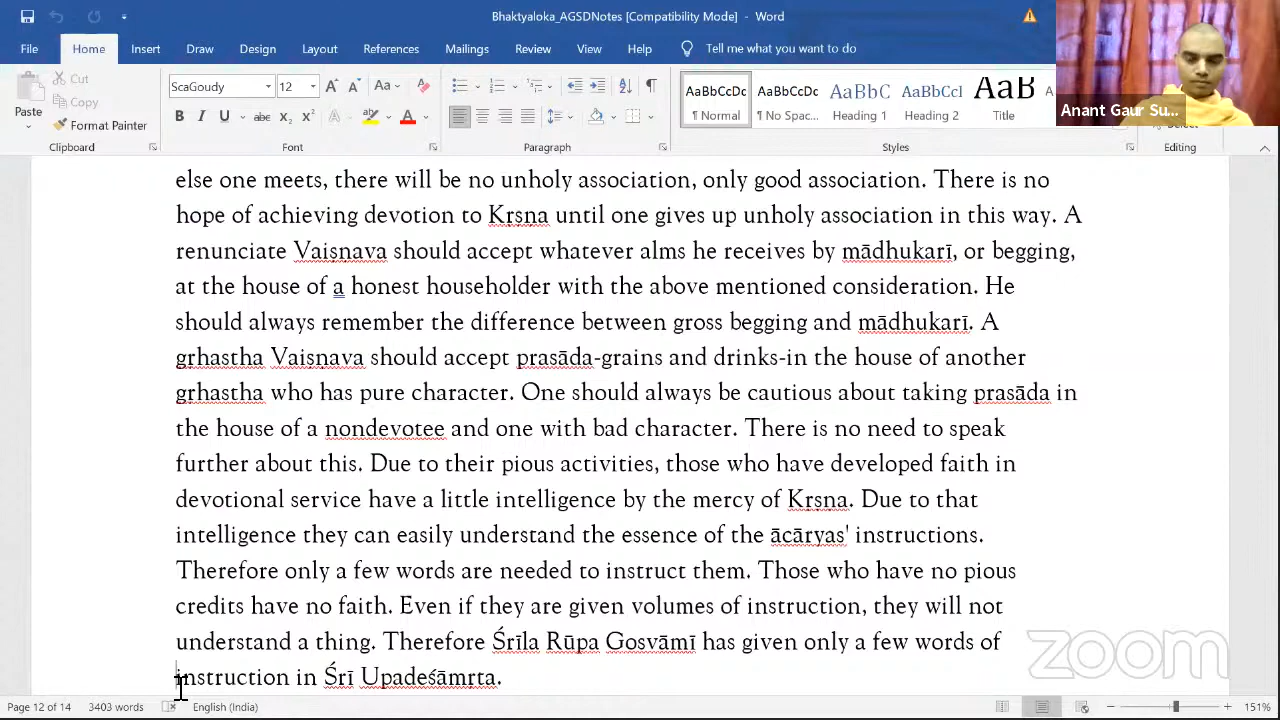 Bhaktyaloka_AGSDNotes [Compatibility Mode] - Word
File Home Insert Draw Design Layout References Mailings Review View Help Tell me what you want to do
Paste
Cut
Copy
Format Painter
Clipboard
ScaGoudy 12
Font
Paragraph
AaBbCcDc AaBbCcDc AaBbC AaBbCcl AaB
¶ Normal ¶ No Spac... Heading 1 Heading 2 Title
Styles
Editing
Anant Gaur Su...
else one meets, there will be no unholy association, only good association. There is no
hope of achieving devotion to Kṛṣṇa until one gives up unholy association in this way. A
renunciate Vaiṣṇava should accept whatever alms he receives by mādhukarī, or begging,
at the house of a honest householder with the above mentioned consideration. He
should always remember the difference between gross begging and mādhukarī. A
gṛhastha Vaiṣṇava should accept prasāda-grains and drinks-in the house of another
gṛhastha who has pure character. One should always be cautious about taking prasāda in
the house of a nondevotee and one with bad character. There is no need to speak
further about this. Due to their pious activities, those who have developed faith in
devotional service have a little intelligence by the mercy of Kṛṣṇa. Due to that
intelligence they can easily understand the essence of the ācāryas' instructions.
Therefore only a few words are needed to instruct them. Those who have no pious
credits have no faith. Even if they are given volumes of instruction, they will not
understand a thing. Therefore Śrīla Rūpa Gosvāmī has given only a few words of
instruction in Śrī Upadeśāmṛta.
zoom
Page 12 of 14 3403 words English (India) 151%